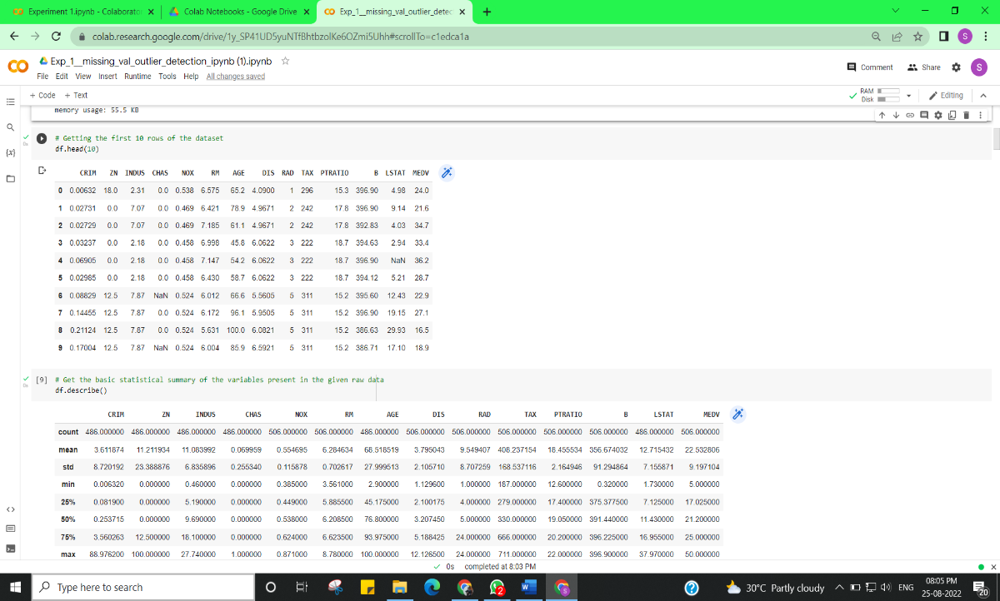 Experiment 1.ipynb - Colaborato
Colab Notebooks - Google Drive
Exp_1__missing_val_outlier_detec
colab.research.google.com/drive/1y_SP41UD5yuNTfBhtbzolKe6OZmi5Uhh#scrollTo=c1edca1a
S
Exp_1__missing_val_outlier_detection_ipynb (1).ipynb
Comment Share S
File Edit View Insert Runtime Tools Help All changes saved
+ Code + Text
RAM
Disk
Editing
memory usage: 55.5 KB
# Getting the first 10 rows of the dataset
df.head(10)
CRIM ZN INDUS CHAS NOX RM AGE DIS RAD TAX PTRATIO B LSTAT MEDV
0 0.00632 18.0 2.31 0.0 0.538 6.575 65.2 4.0900 1 296 15.3 396.90 4.98 24.0
1 0.02731 0.0 7.07 0.0 0.469 6.421 78.9 4.9671 2 242 17.8 396.90 9.14 21.6
2 0.02729 0.0 7.07 0.0 0.469 7.185 61.1 4.9671 2 242 17.8 392.83 4.03 34.7
3 0.03237 0.0 2.18 0.0 0.458 6.998 45.8 6.0622 3 222 18.7 394.63 2.94 33.4
4 0.06905 0.0 2.18 0.0 0.458 7.147 54.2 6.0622 3 222 18.7 396.90 NaN 36.2
5 0.02985 0.0 2.18 0.0 0.458 6.430 58.7 6.0622 3 222 18.7 394.12 5.21 28.7
6 0.08829 12.5 7.87 NaN 0.524 6.012 66.6 5.5605 5 311 15.2 395.60 12.43 22.9
7 0.14455 12.5 7.87 0.0 0.524 6.172 96.1 5.9505 5 311 15.2 396.90 19.15 27.1
8 0.21124 12.5 7.87 0.0 0.524 5.631 100.0 6.0821 5 311 15.2 386.63 29.93 16.5
9 0.17004 12.5 7.87 NaN 0.524 6.004 85.9 6.5921 5 311 15.2 386.71 17.10 18.9
[9] # Get the basic statistical summary of the variables present in the given raw data
df.describe()
CRIM ZN INDUS CHAS NOX RM AGE DIS RAD TAX PTRATIO B LSTAT MEDV
count 486.000000 486.000000 486.000000 486.000000 506.000000 506.000000 486.000000 506.000000 506.000000 506.000000 506.000000 506.000000 486.000000 506.000000
mean 3.611874 11.211934 11.083992 0.069959 0.554695 6.284634 68.518519 3.795043 9.549407 408.237154 18.455534 356.674032 12.715432 22.532806
std 8.720192 23.388876 6.835896 0.255340 0.115878 0.702617 27.999513 2.105710 8.707259 168.537116 2.164946 91.294864 7.155871 9.197104
min 0.006320 0.000000 0.460000 0.000000 0.385000 3.561000 2.900000 1.129600 1.000000 187.000000 12.600000 0.320000 1.730000 5.000000
25% 0.081900 0.000000 5.190000 0.000000 0.449000 5.885500 45.175000 2.100175 4.000000 279.000000 17.400000 375.377500 7.125000 17.025000
50% 0.253715 0.000000 9.690000 0.000000 0.538000 6.208500 76.800000 3.207450 5.000000 330.000000 19.050000 391.440000 11.430000 21.200000
75% 3.560263 12.500000 18.100000 0.000000 0.624000 6.623500 93.975000 5.188425 24.000000 666.000000 20.200000 396.225000 16.955000 25.000000
max 88.976200 100.000000 27.740000 1.000000 0.871000 8.780000 100.000000 12.126500 24.000000 711.000000 22.000000 396.900000 37.970000 50.000000
0s completed at 8:03 PM
Type here to search
2
30°C Partly cloudy
ENG
08:05 PM
25-08-2022
20